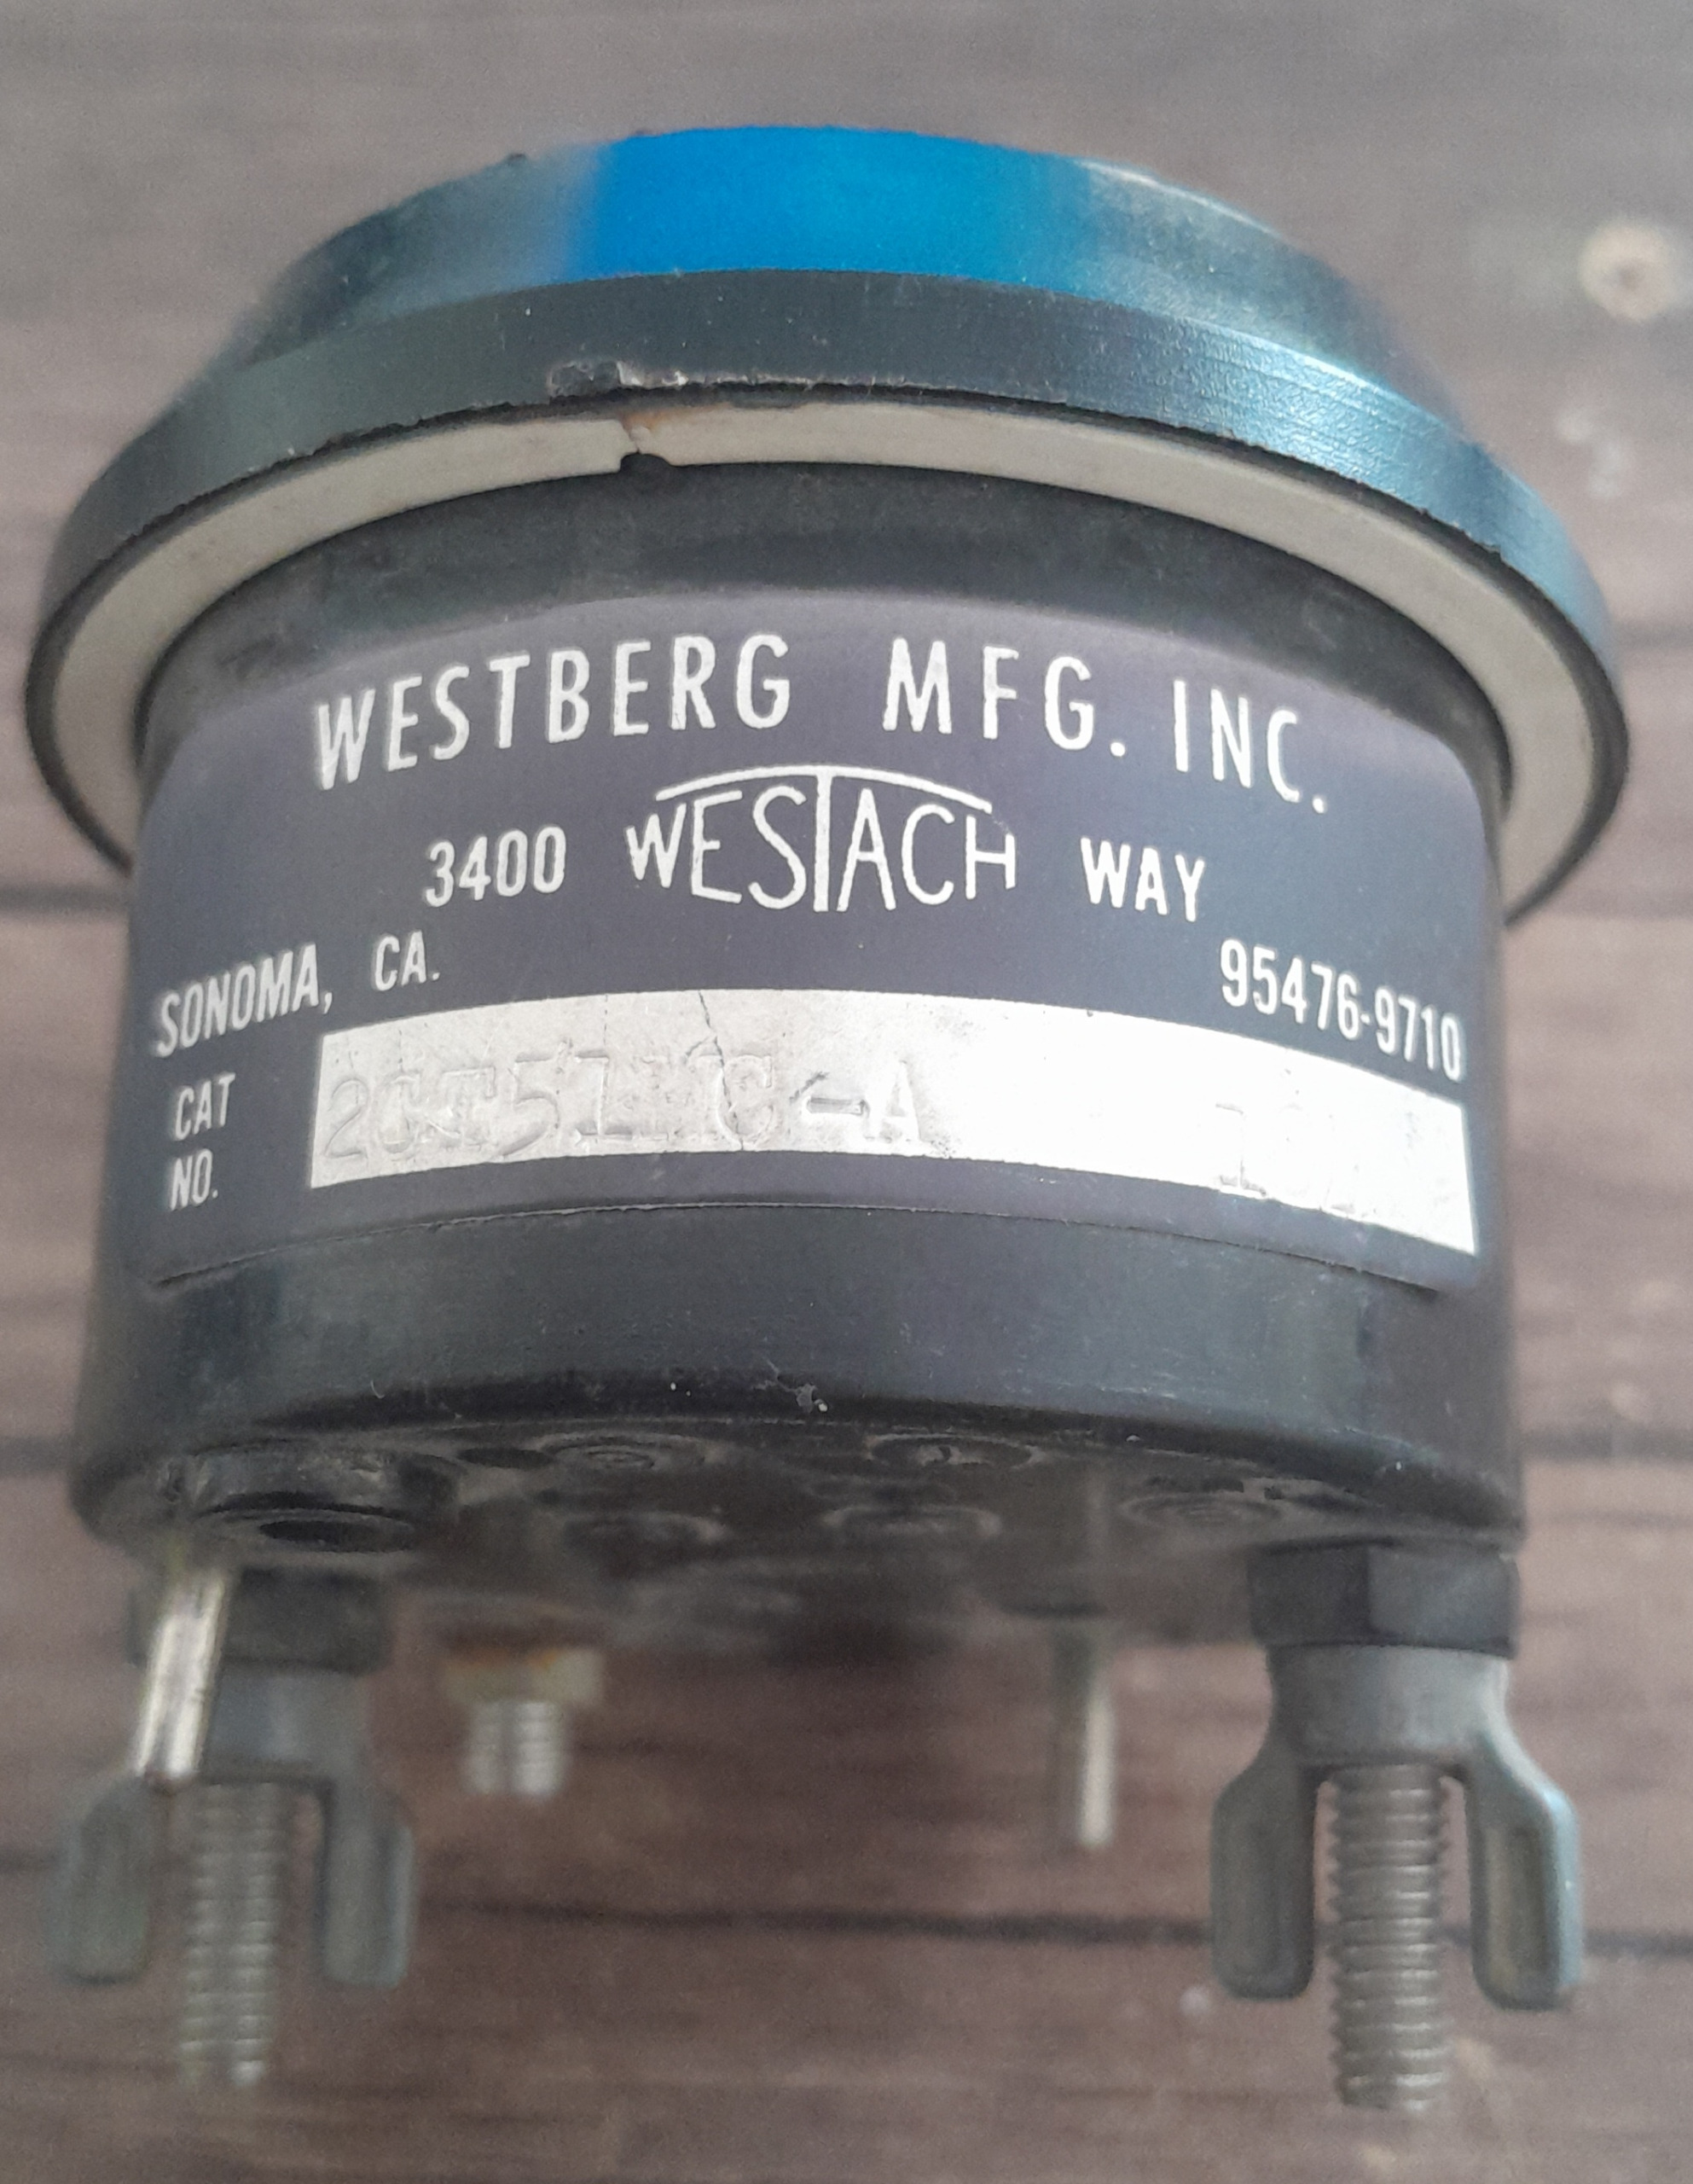 WESTBERG MFG. INC.
3400 WESTACH WAY
SONOMA, CA. 95476-9710
CAT
NO.